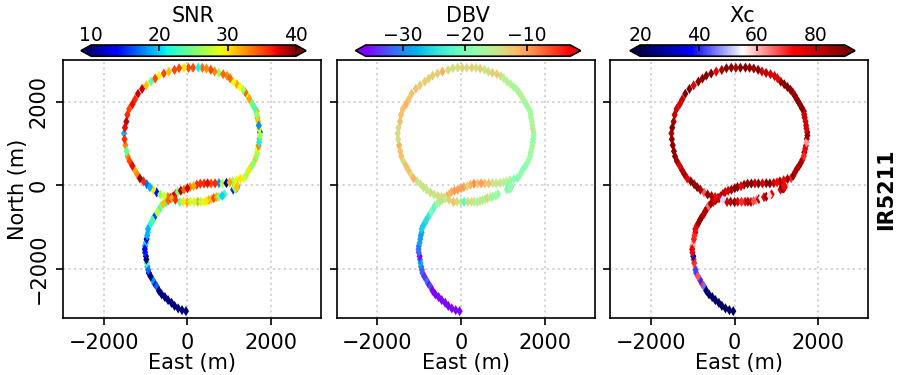 SNR DBV Xc
10 20 30 40 −30 −20 −10 20 40 60 80
2000
0
−2000
North (m)
−2000 0 2000 −2000 0 2000 −2000 0 2000
East (m) East (m) East (m)
IR5211